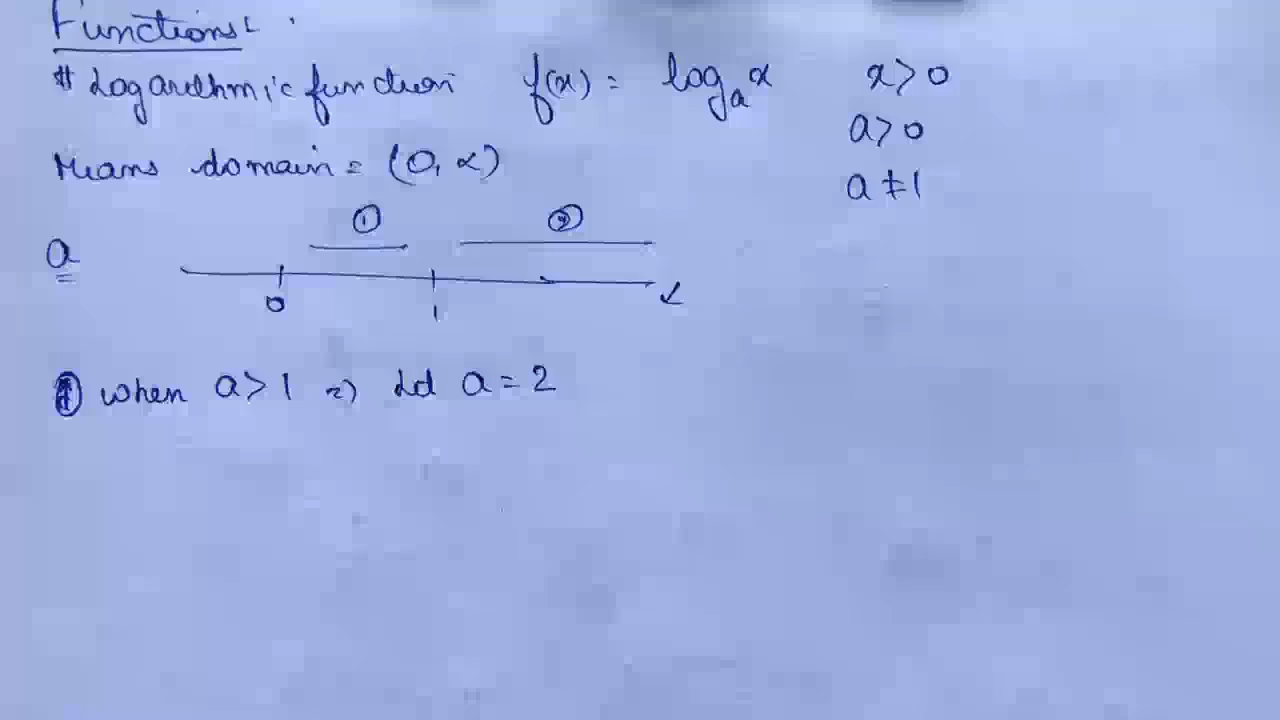 Functions:
# Logarithmic function f(x) = logₐx x>0
a>0
Means domain = (0, ∝)
a≠1
① ②
a
0 1
① when a>1 => Let a=2